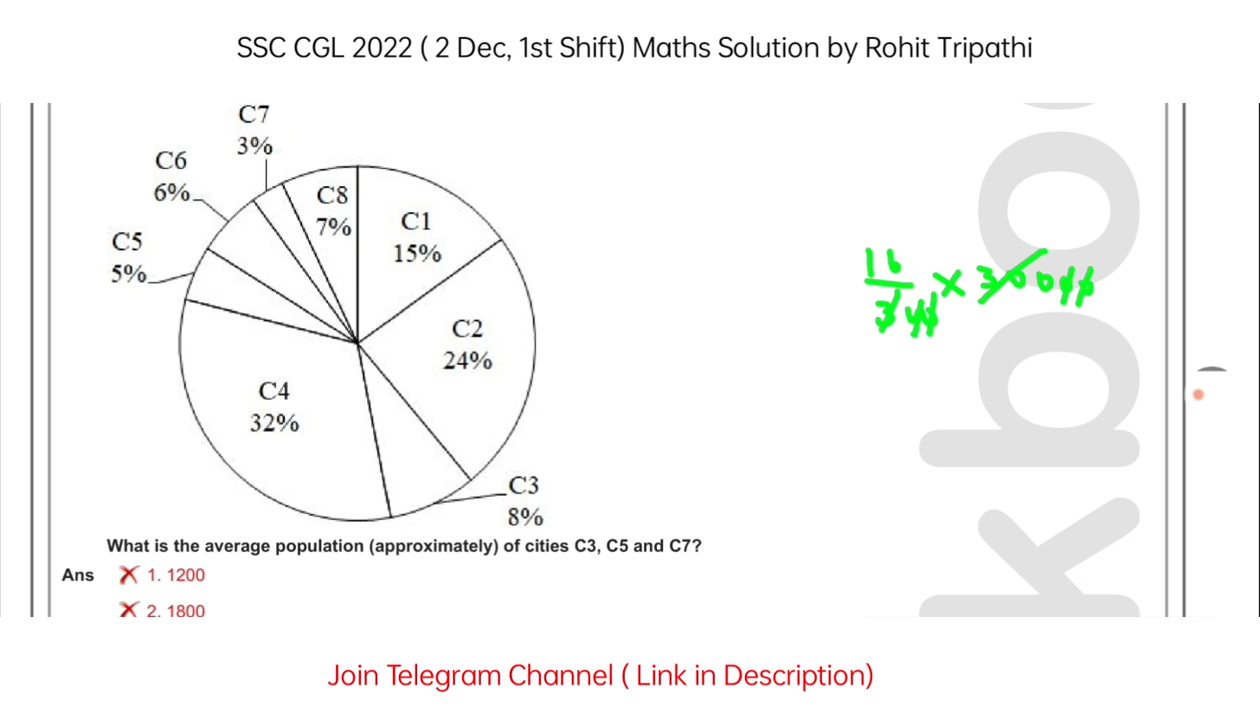 SSC CGL 2022 ( 2 Dec, 1st Shift) Maths Solution by Rohit Tripathi
C7
3%
C6
6%
C8
7%
C1
15%
C5
5%
C2
24%
C4
32%
C3
8%
16
3
×
What is the average population (approximately) of cities C3, C5 and C7?
Ans 1. 1200
2. 1800
k b o
Join Telegram Channel ( Link in Description)